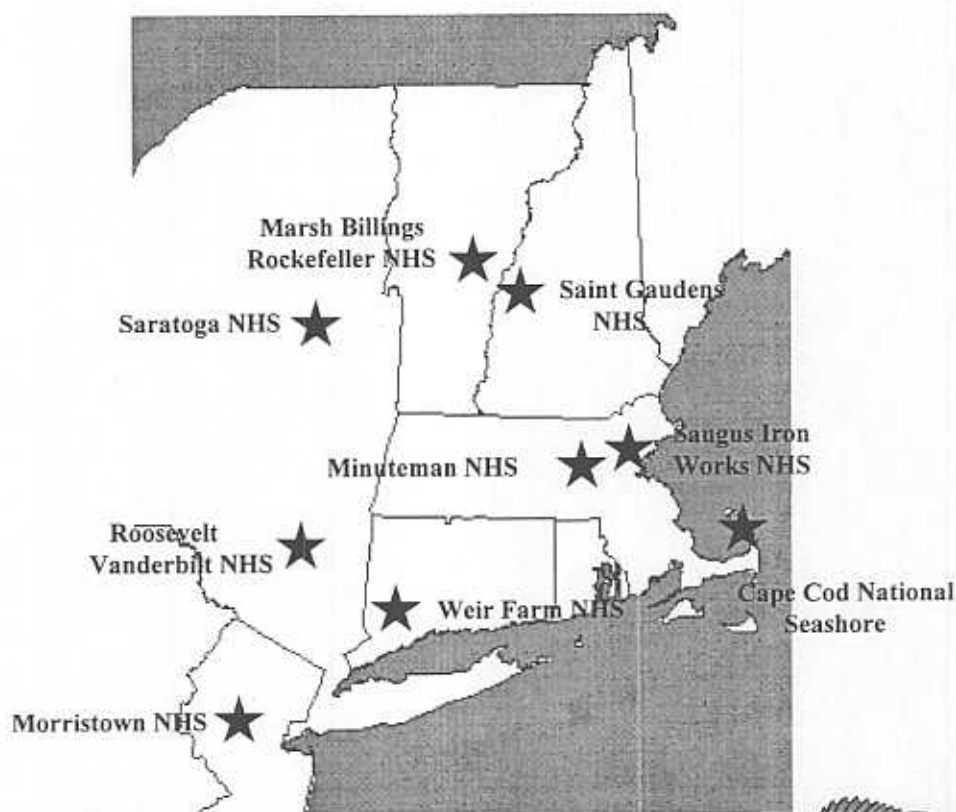 Marsh Billings
Rockefeller NHS
Saint Gaudens
NHS
Saratoga NHS
Saugus Iron
Works NHS
Minuteman NHS
Roosevelt
Vanderbilt NHS
Cape Cod National
Seashore
Weir Farm NHS
Morristown NHS